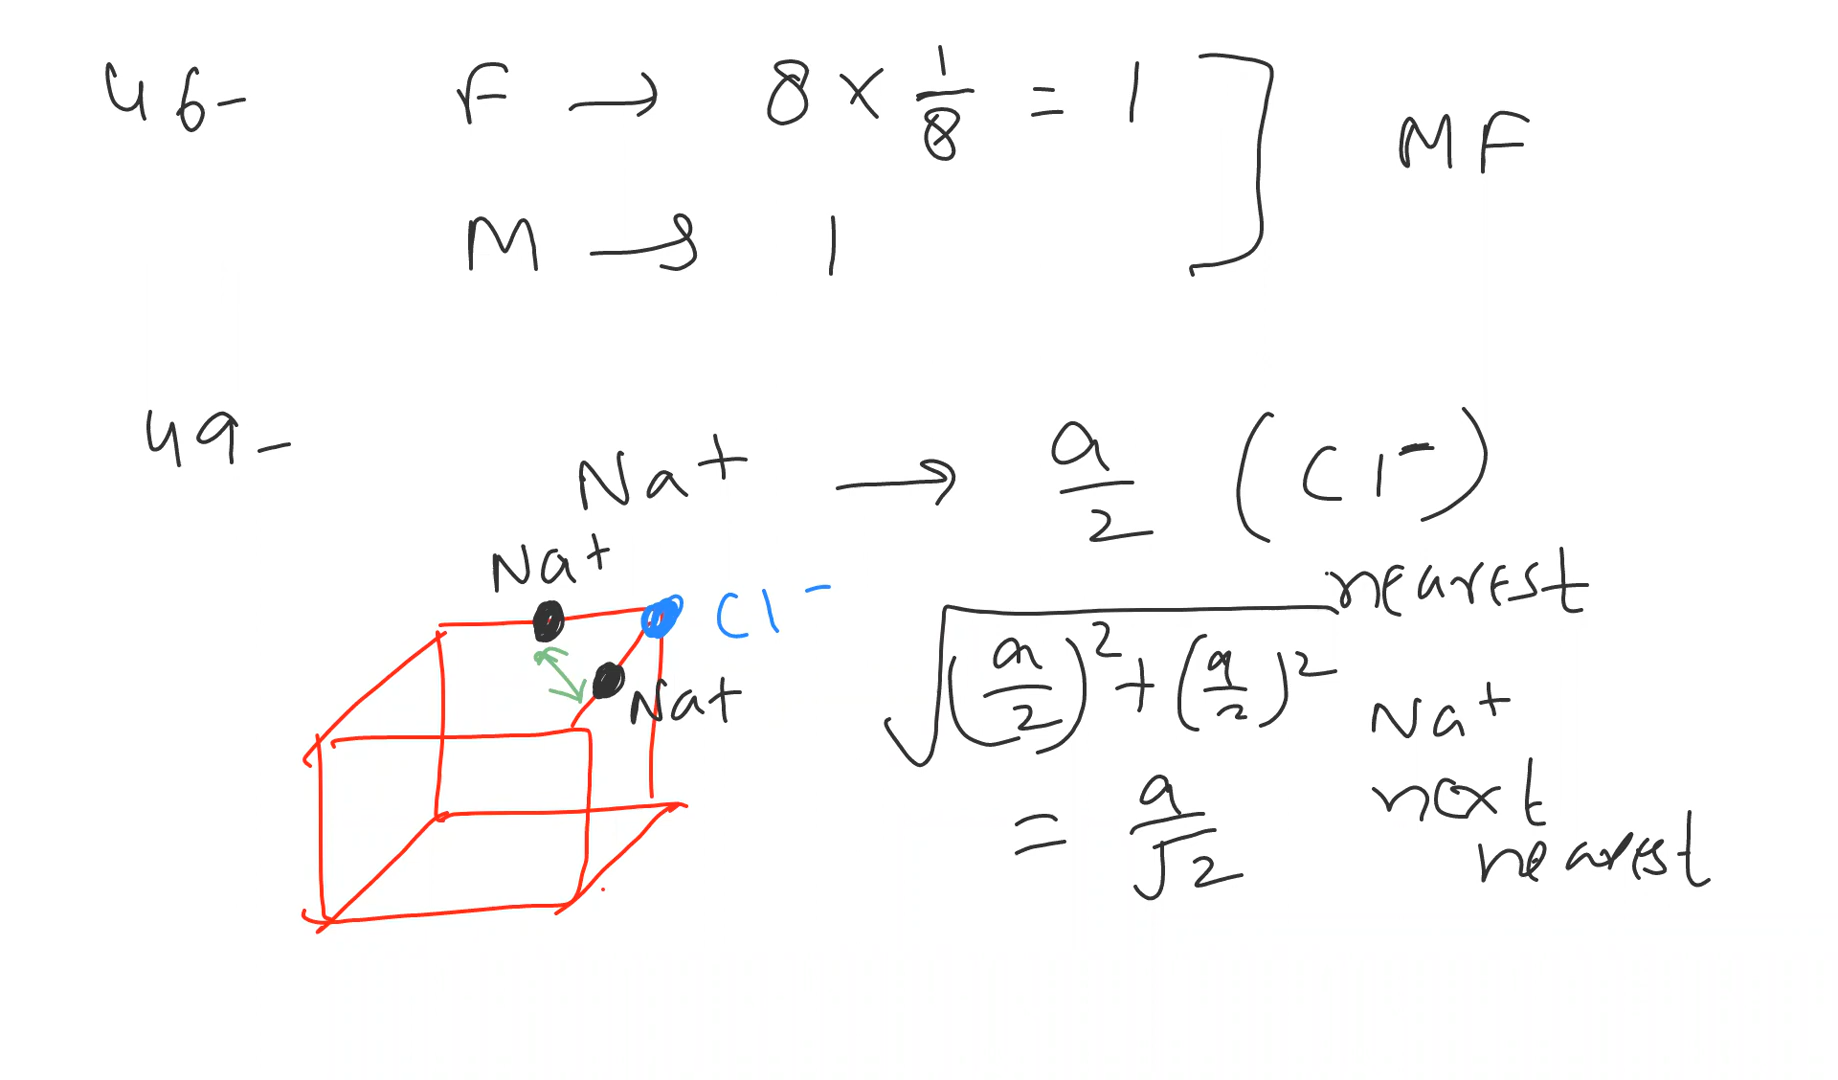 46- F → 8 × 1/8 = 1
M → 1
MF
49- Na+ → a/2 (Cl-)
nearest
Na+
Cl-
Na+
√(a/2)² + (a/2)²
= a/√2
Na+
next
nearest